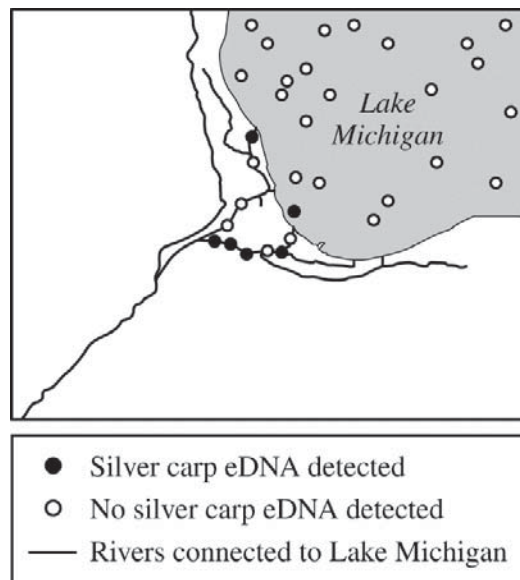 Lake
Michigan
Silver carp eDNA detected
No silver carp eDNA detected
Rivers connected to Lake Michigan